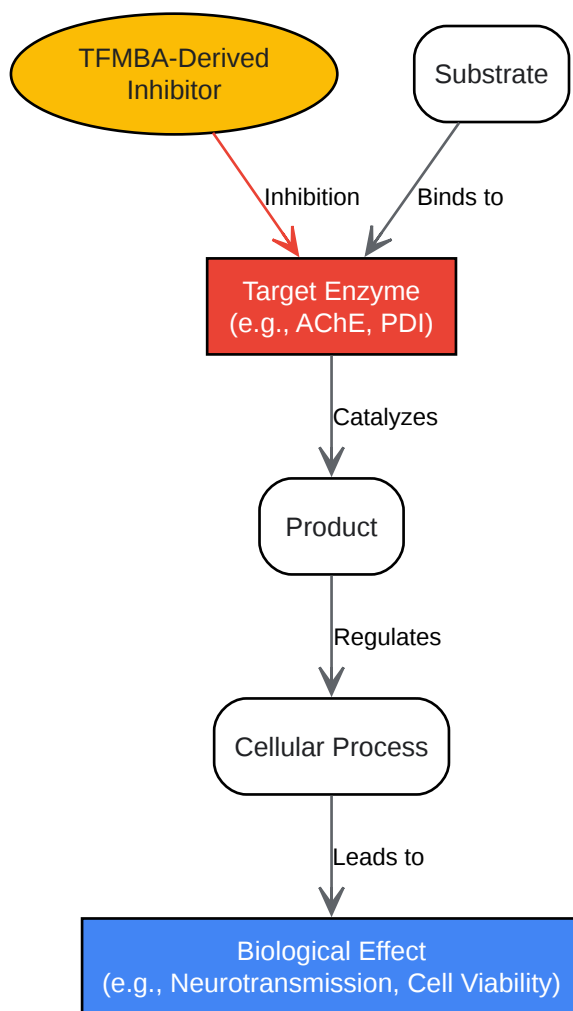 TFMBA-Derived
Inhibitor
Substrate
Inhibition
Binds to
Target Enzyme
(e.g., AChE, PDI)
Catalyzes
Product
Regulates
Cellular Process
Leads to
Biological Effect
(e.g., Neurotransmission, Cell Viability)